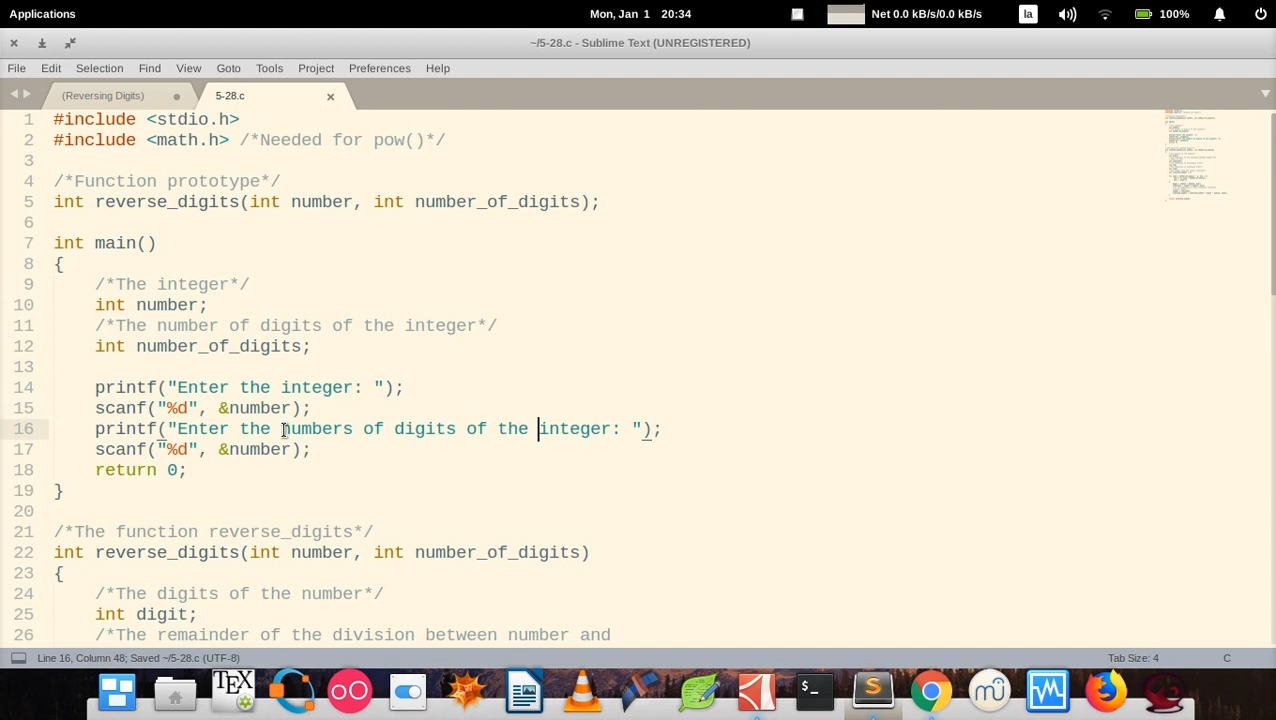 Applications
Mon, Jan 1 20:34
Net 0.0 kB/s/0.0 kB/s
la
100%
~/5-28.c - Sublime Text (UNREGISTERED)
File Edit Selection Find View Goto Tools Project Preferences Help
(Reversing Digits)
5-28.c
1 #include <stdio.h>
2 #include <math.h> /*Needed for pow()*/
3
4 /*Function prototype*/
5 int reverse_digits(int number, int number_of_digits);
6
7 int main()
8 {
9 /*The integer*/
10 int number;
11 /*The number of digits of the integer*/
12 int number_of_digits;
13
14 printf("Enter the integer: ");
15 scanf("%d", &number);
16 printf("Enter the numbers of digits of the integer: ");
17 scanf("%d", &number);
18 return 0;
19 }
20
21 /*The function reverse_digits*/
22 int reverse_digits(int number, int number_of_digits)
23 {
24 /*The digits of the number*/
25 int digit;
26 /*The remainder of the division between number and
Line 16, Column 48; Saved ~/5-28.c (UTF-8)
Tab Size: 4
C
TEX